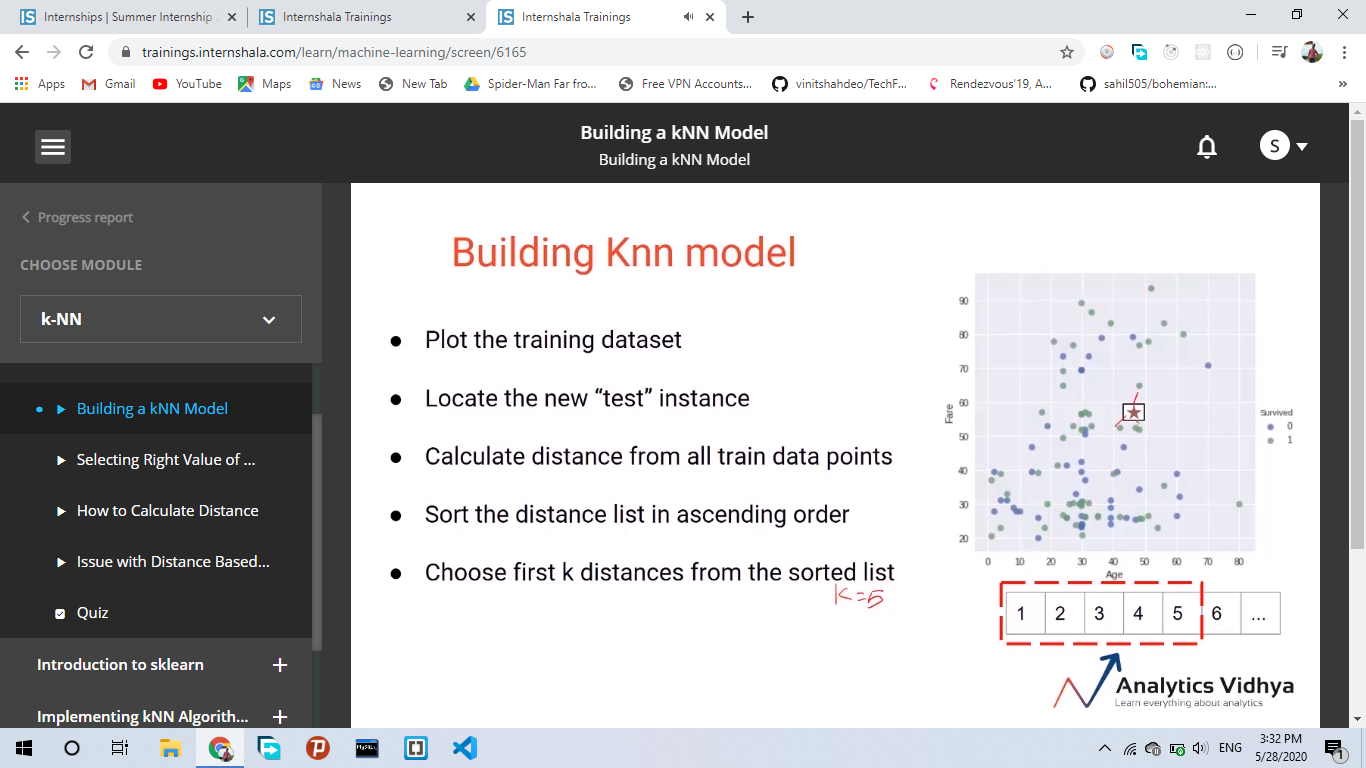 Internships | Summer Internship
Internshala Trainings
Internshala Trainings
trainings.internshala.com/learn/machine-learning/screen/6165
Apps
Gmail
YouTube
Maps
News
New Tab
Spider-Man Far fro...
Free VPN Accounts...
vinitshahdeo/TechF...
Rendezvous'19, A...
sahil505/bohemian:...
»
Building a kNN Model
Building a kNN Model
S
Progress report
CHOOSE MODULE
k-NN
Building a kNN Model
Selecting Right Value of ...
How to Calculate Distance
Issue with Distance Based...
Quiz
Introduction to sklearn
Implementing kNN Algorith...
Building Knn model
● Plot the training dataset
● Locate the new “test” instance
● Calculate distance from all train data points
● Sort the distance list in ascending order
● Choose first k distances from the sorted list
K=5
90
80
70
60
50
40
30
20
Fare
0 10 20 30 40 50 60 70 80
Age
Survived
0
1
1 2 3 4 5 6 ...
Analytics Vidhya
Learn everything about analytics
MySQL
ENG
3:32 PM
5/28/2020
1